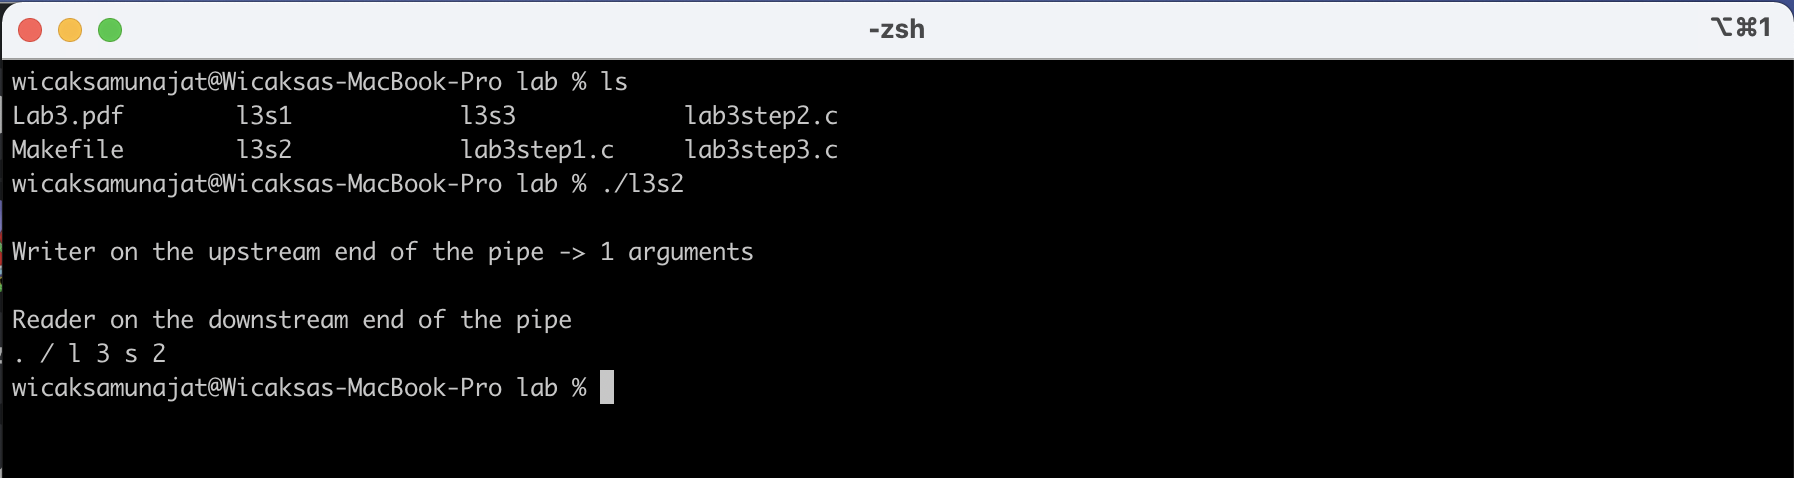 -zsh
⌥⌘1
wicaksamunajat@Wicaksas-MacBook-Pro lab % ls
Lab3.pdf        l3s1            l3s3            lab3step2.c
Makefile        l3s2            lab3step1.c     lab3step3.c
wicaksamunajat@Wicaksas-MacBook-Pro lab % ./l3s2
Writer on the upstream end of the pipe -> 1 arguments
Reader on the downstream end of the pipe
. / l 3 s 2
wicaksamunajat@Wicaksas-MacBook-Pro lab %